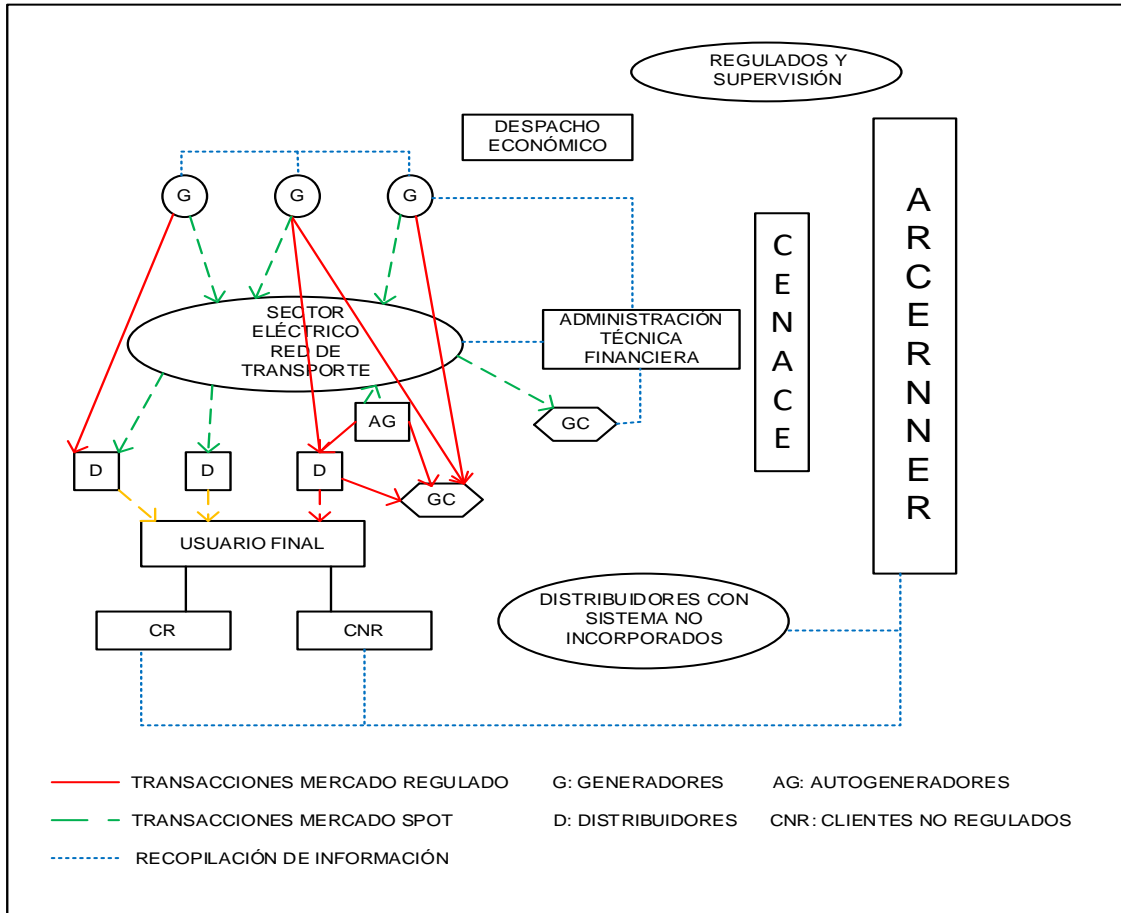 REGULADOS Y
SUPERVISIÓN
DESPACHO
ECONÓMICO
G
G
G
CENACE
ARCERNNER
SECTOR
ELÉCTRICO
RED DE
TRANSPORTE
ADMINISTRACIÓN
TÉCNICA
FINANCIERA
AG
GC
D
D
D
GC
USUARIO FINAL
CR
CNR
DISTRIBUIDORES CON
SISTEMA NO
INCORPORADOS
TRANSACCIONES MERCADO REGULADO
G: GENERADORES
AG: AUTOGENERADORES
TRANSACCIONES MERCADO SPOT
D: DISTRIBUIDORES
CNR: CLIENTES NO REGULADOS
RECOPILACIÓN DE INFORMACIÓN